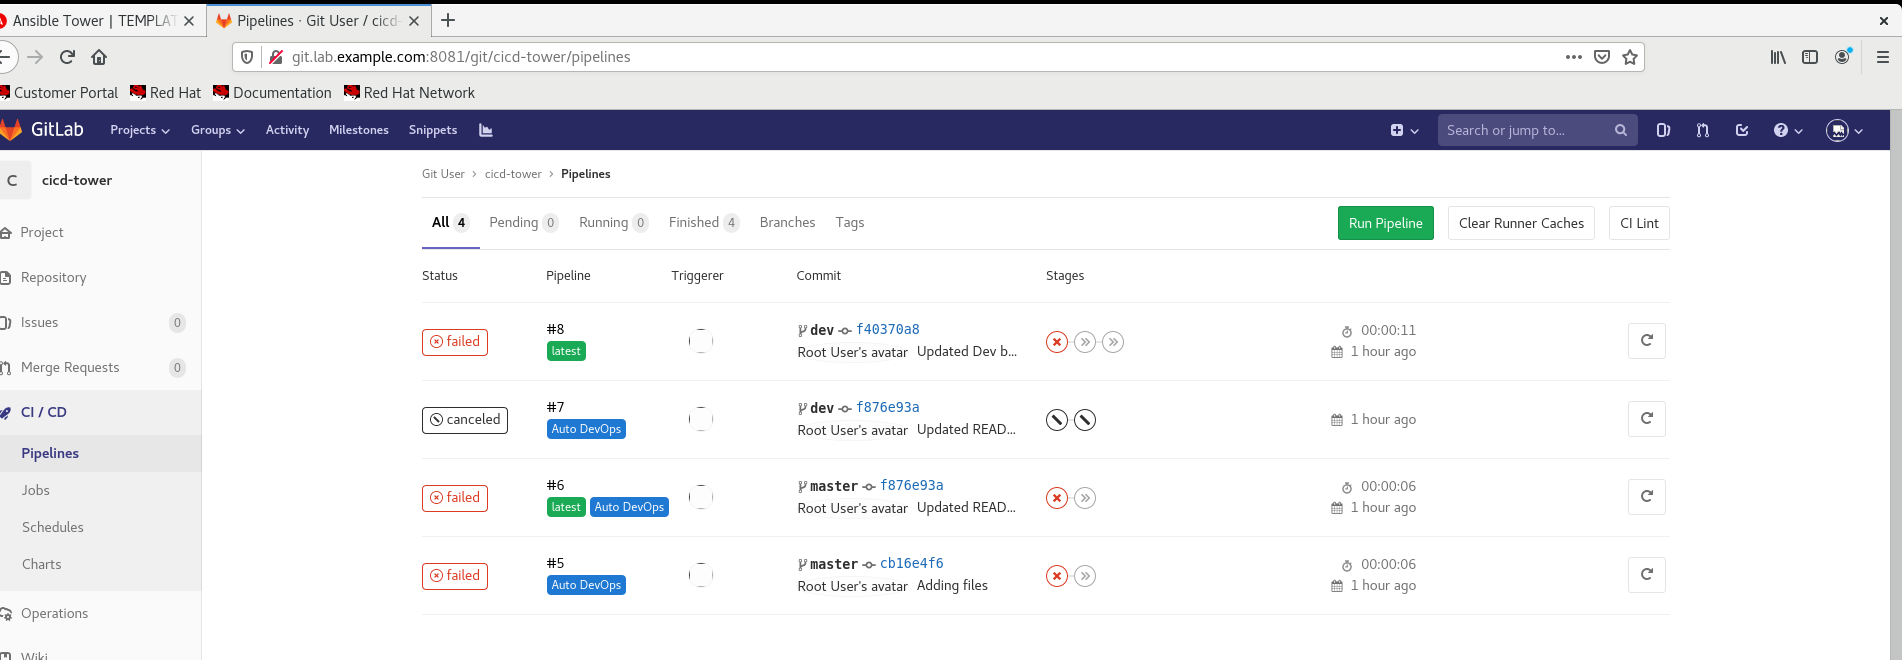 Ansible Tower | TEMPLAT
Pipelines · Git User / cicd-
git.lab.example.com:8081/git/cicd-tower/pipelines
Customer Portal Red Hat Documentation Red Hat Network
GitLab Projects Groups Activity Milestones Snippets Search or jump to...
C cicd-tower
Project
Repository
Issues 0
Merge Requests 0
CI / CD
Pipelines
Jobs
Schedules
Charts
Operations
Wiki
Git User › cicd-tower › Pipelines
All 4 Pending 0 Running 0 Finished 4 Branches Tags Run Pipeline Clear Runner Caches CI Lint
Status Pipeline Triggerer Commit Stages
failed #8 latest dev f40370a8 00:00:11
Root User's avatar Updated Dev b... 1 hour ago
canceled #7 Auto DevOps dev f876e93a
Root User's avatar Updated READ... 1 hour ago
failed #6 latest Auto DevOps master f876e93a 00:00:06
Root User's avatar Updated READ... 1 hour ago
failed #5 Auto DevOps master cb16e4f6 00:00:06
Root User's avatar Adding files 1 hour ago